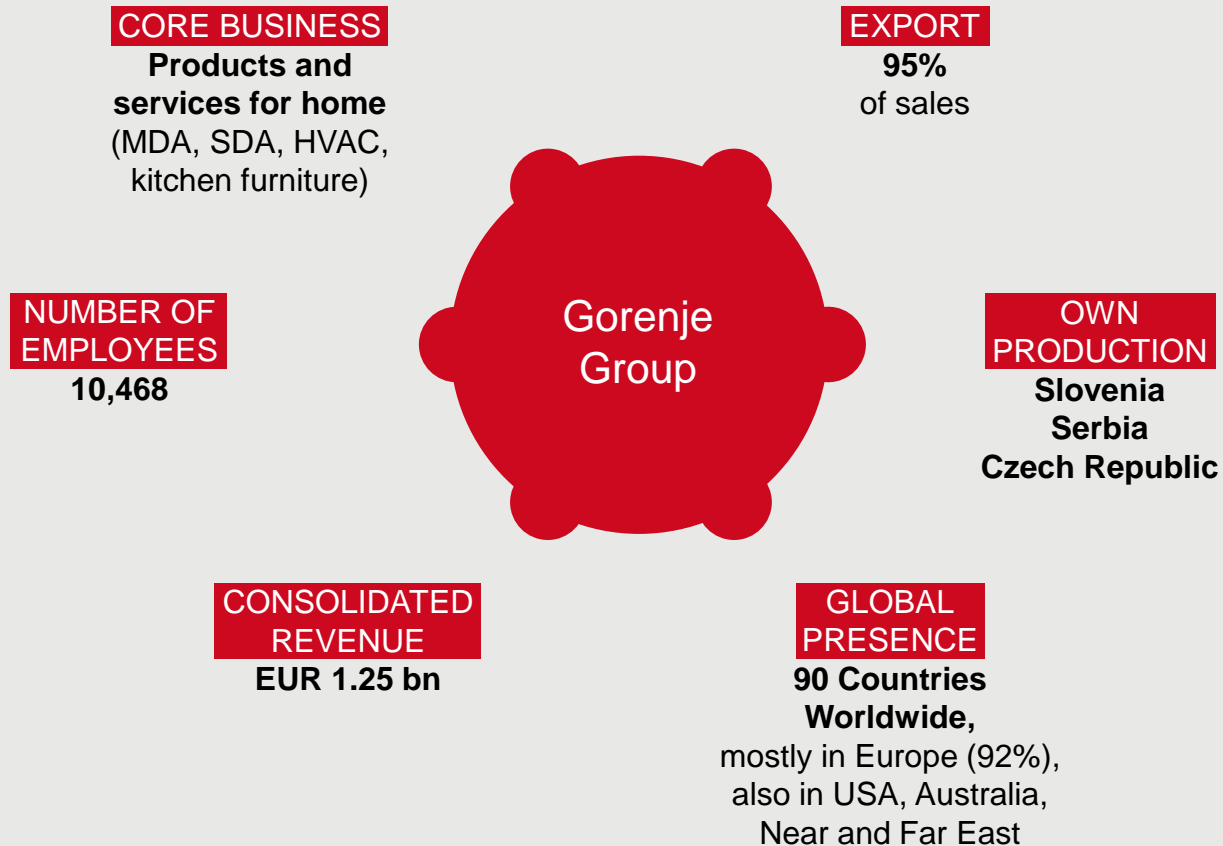 CORE BUSINESS
Products and
services for home
(MDA, SDA, HVAC,
kitchen furniture)
EXPORT
95%
of sales
NUMBER OF
EMPLOYEES
10,468
Gorenje
Group
OWN
PRODUCTION
Slovenia
Serbia
Czech Republic
CONSOLIDATED
REVENUE
EUR 1.25 bn
GLOBAL
PRESENCE
90 Countries
Worldwide,
mostly in Europe (92%),
also in USA, Australia,
Near and Far East